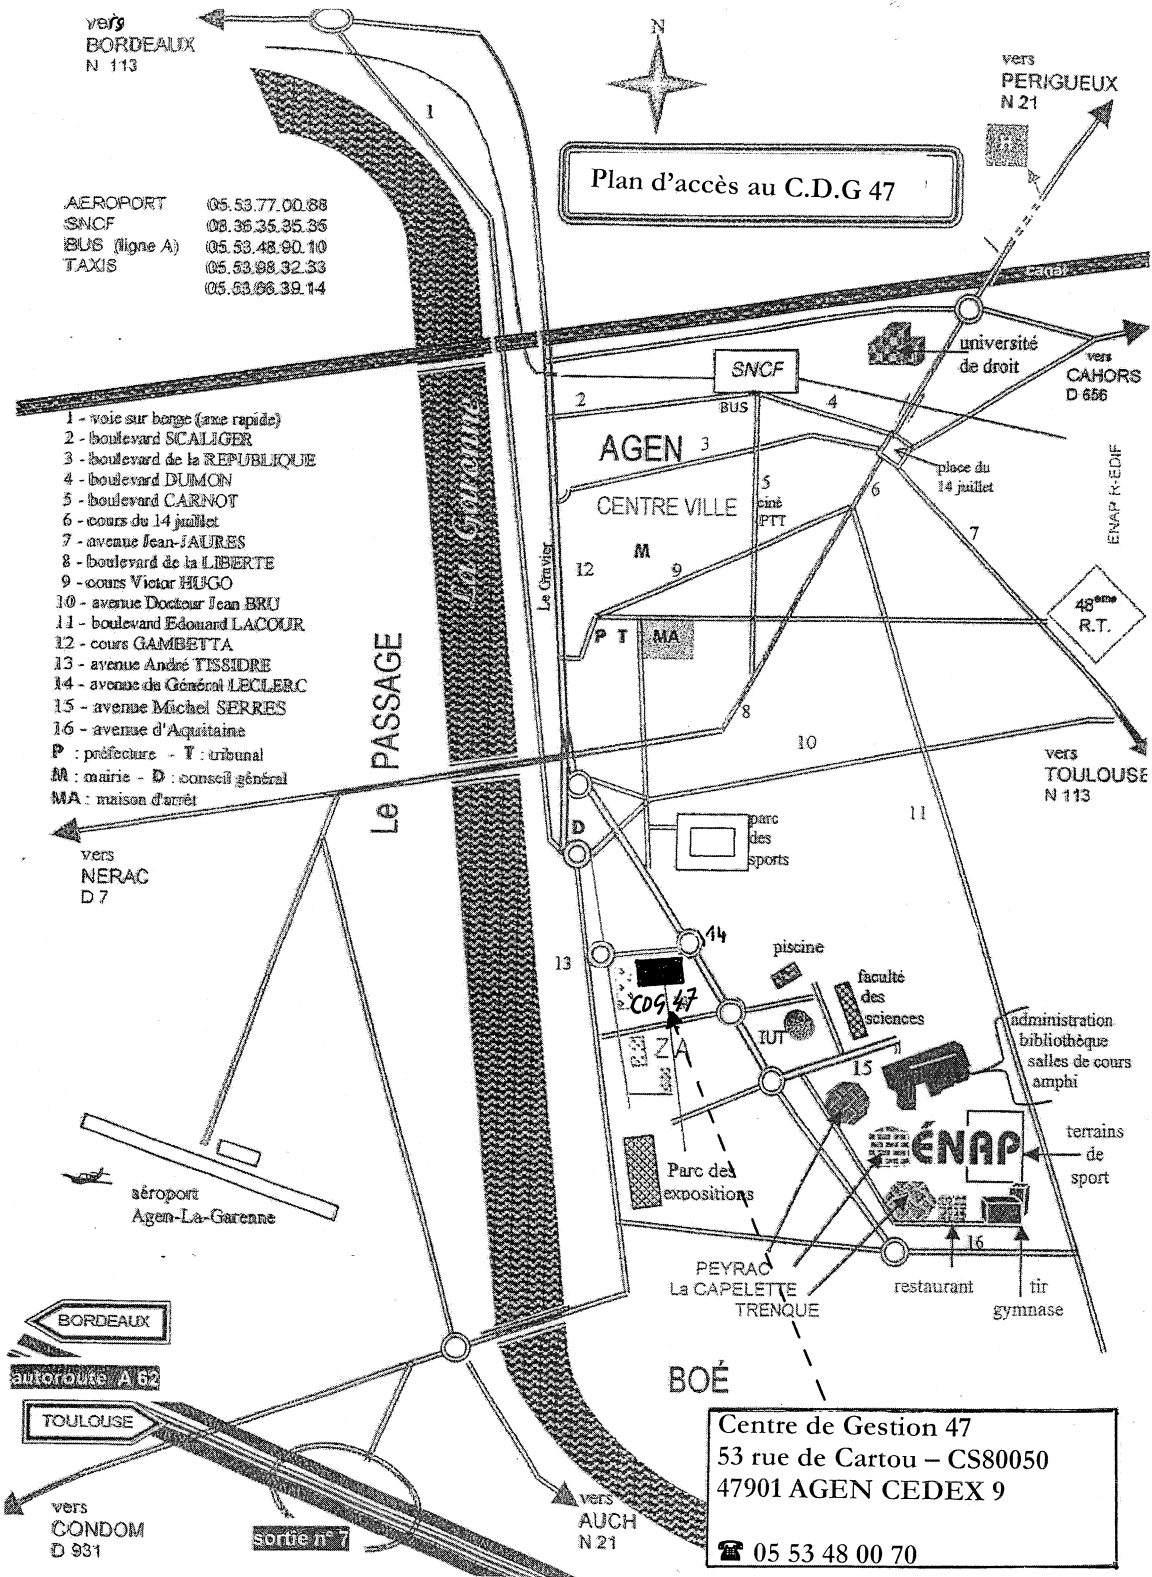 vers
BORDEAUX
N 113
N
vers
PERIGUEUX
N 21
H
1
Plan d'accès au C.D.G 47
AEROPORT 05.53.77.00.88
SNCF 08.36.35.35.35
BUS (ligne A) 05.53.48.90.10
TAXIS 05.53.98.32.33
05.53.66.39.14
canal
université
de droit
vers
CAHORS
D 656
SNCF
BUS
2
4
AGEN
3
place du
14 juillet
ENAP R-EDIF
5
ciné
PTT
6
7
CENTRE VILLE
1 - voie sur berge (axe rapide)
2 - boulevard SCALIGER
3 - boulevard de la REPUBLIQUE
4 - boulevard DUMON
5 - boulevard CARNOT
6 - cours du 14 juillet
7 - avenue Jean-JAURES
8 - boulevard de la LIBERTE
9 - cours Victor HUGO
10 - avenue Docteur Jean BRU
11 - boulevard Edouard LACOUR
12 - cours GAMBETTA
13 - avenue André TISSIDRE
14 - avenue du Général LECLERC
15 - avenue Michel SERRES
16 - avenue d'Aquitaine
P : préfecture - T : tribunal
M : mairie - D : conseil général
MA : maison d'arrêt
La Garonne
Le Gravier
M
12
9
P T
MA
48ème
R.T.
Le PASSAGE
8
10
vers
TOULOUSE
N 113
11
D
parc
des
sports
vers
NERAC
D 7
14
13
piscine
CDG 47
faculté
des
sciences
IUT
ZA
15
administration
bibliothèque
salles de cours
amphi
ÉNAP
terrains
de
sport
Parc des
expositions
aéroport
Agen-La-Garenne
16
PEYRAC
La CAPELETTE
TRENQUE
restaurant
tir
gymnase
BORDEAUX
autoroute A 62
TOULOUSE
BOÉ
vers
CONDOM
D 931
sortie n° 7
vers
AUCH
N 21
Centre de Gestion 47
53 rue de Cartou – CS80050
47901 AGEN CEDEX 9
☎ 05 53 48 00 70